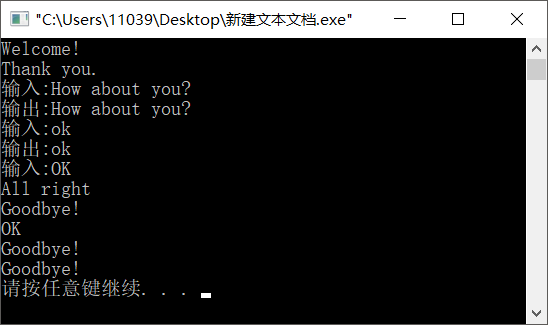 "C:\Users\11039\Desktop\新建文本文档.exe"
Welcome!
Thank you.
输入:How about you?
输出:How about you?
输入:ok
输出:ok
输入:OK
All right
Goodbye!
OK
Goodbye!
Goodbye!
请按任意键继续. . .